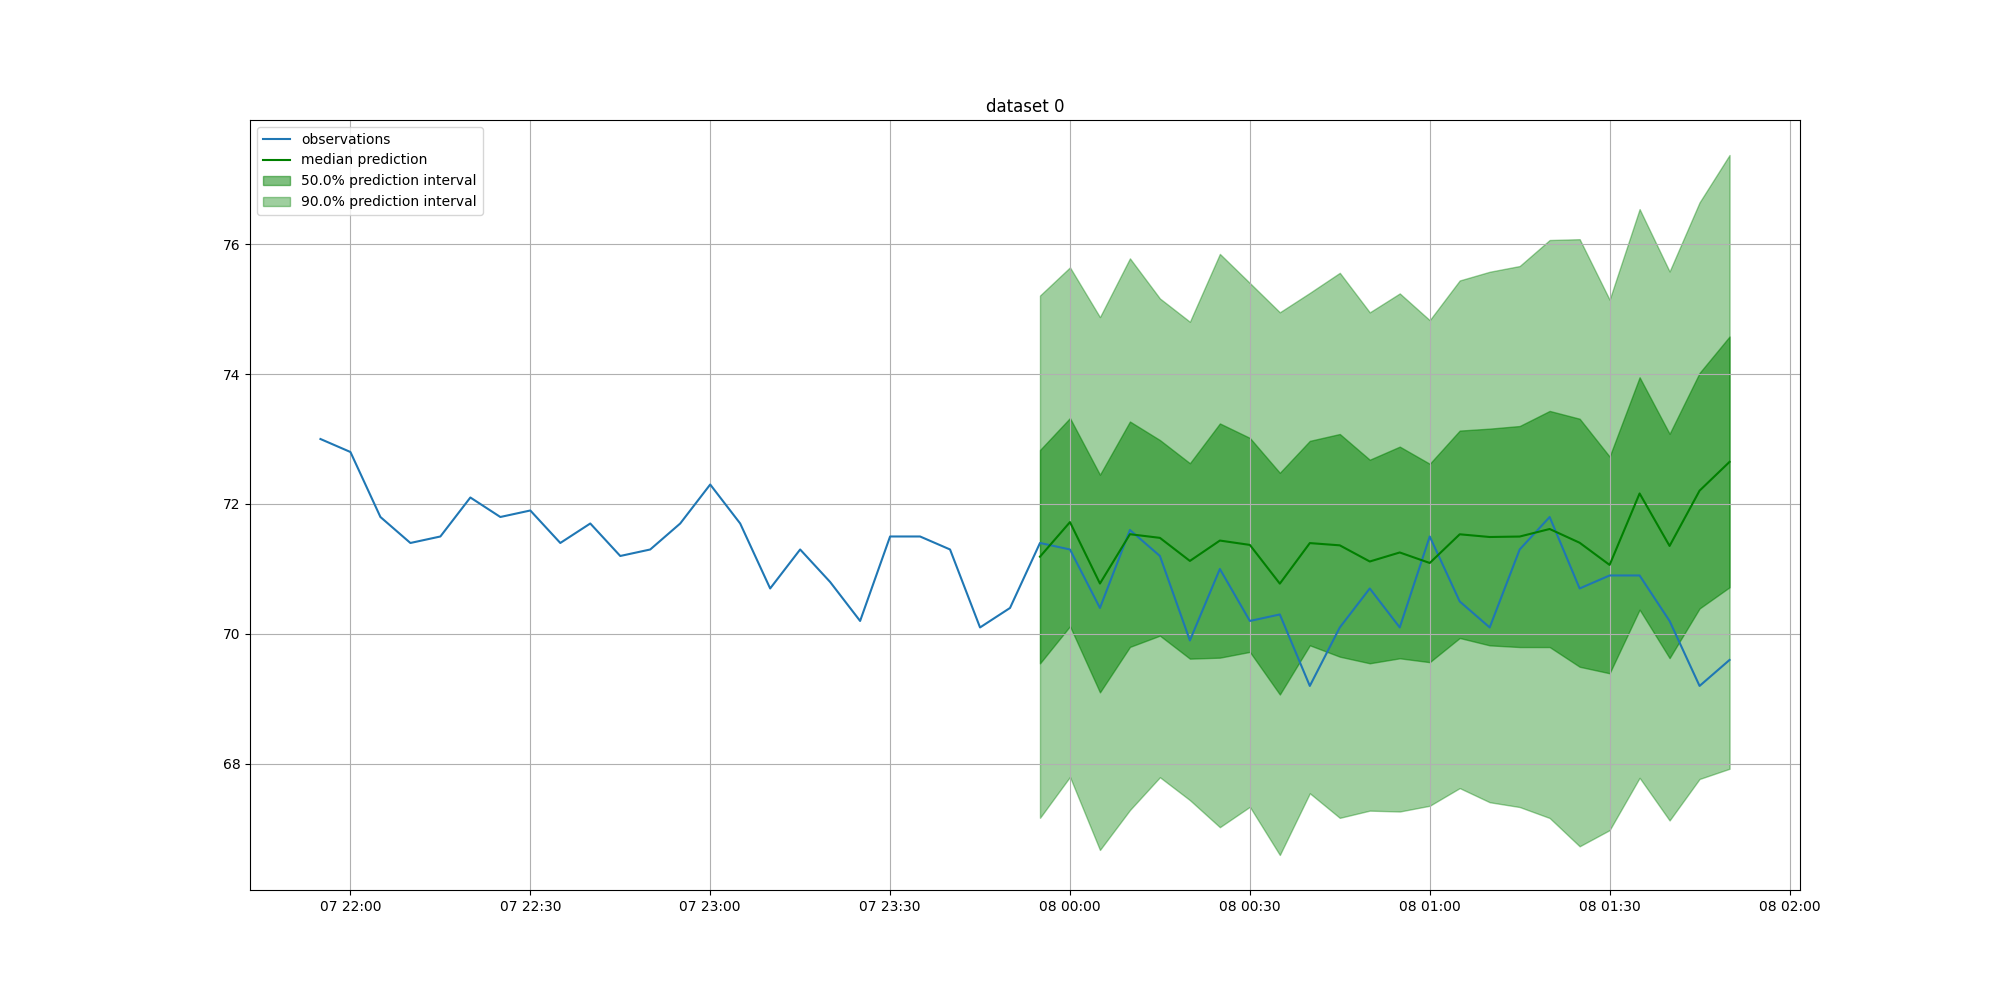 dataset 0
observations
median prediction
50.0% prediction interval
90.0% prediction interval
76
74
72
70
68
07 22:00 07 22:30 07 23:00 07 23:30 08 00:00 08 00:30 08 01:00 08 01:30 08 02:00